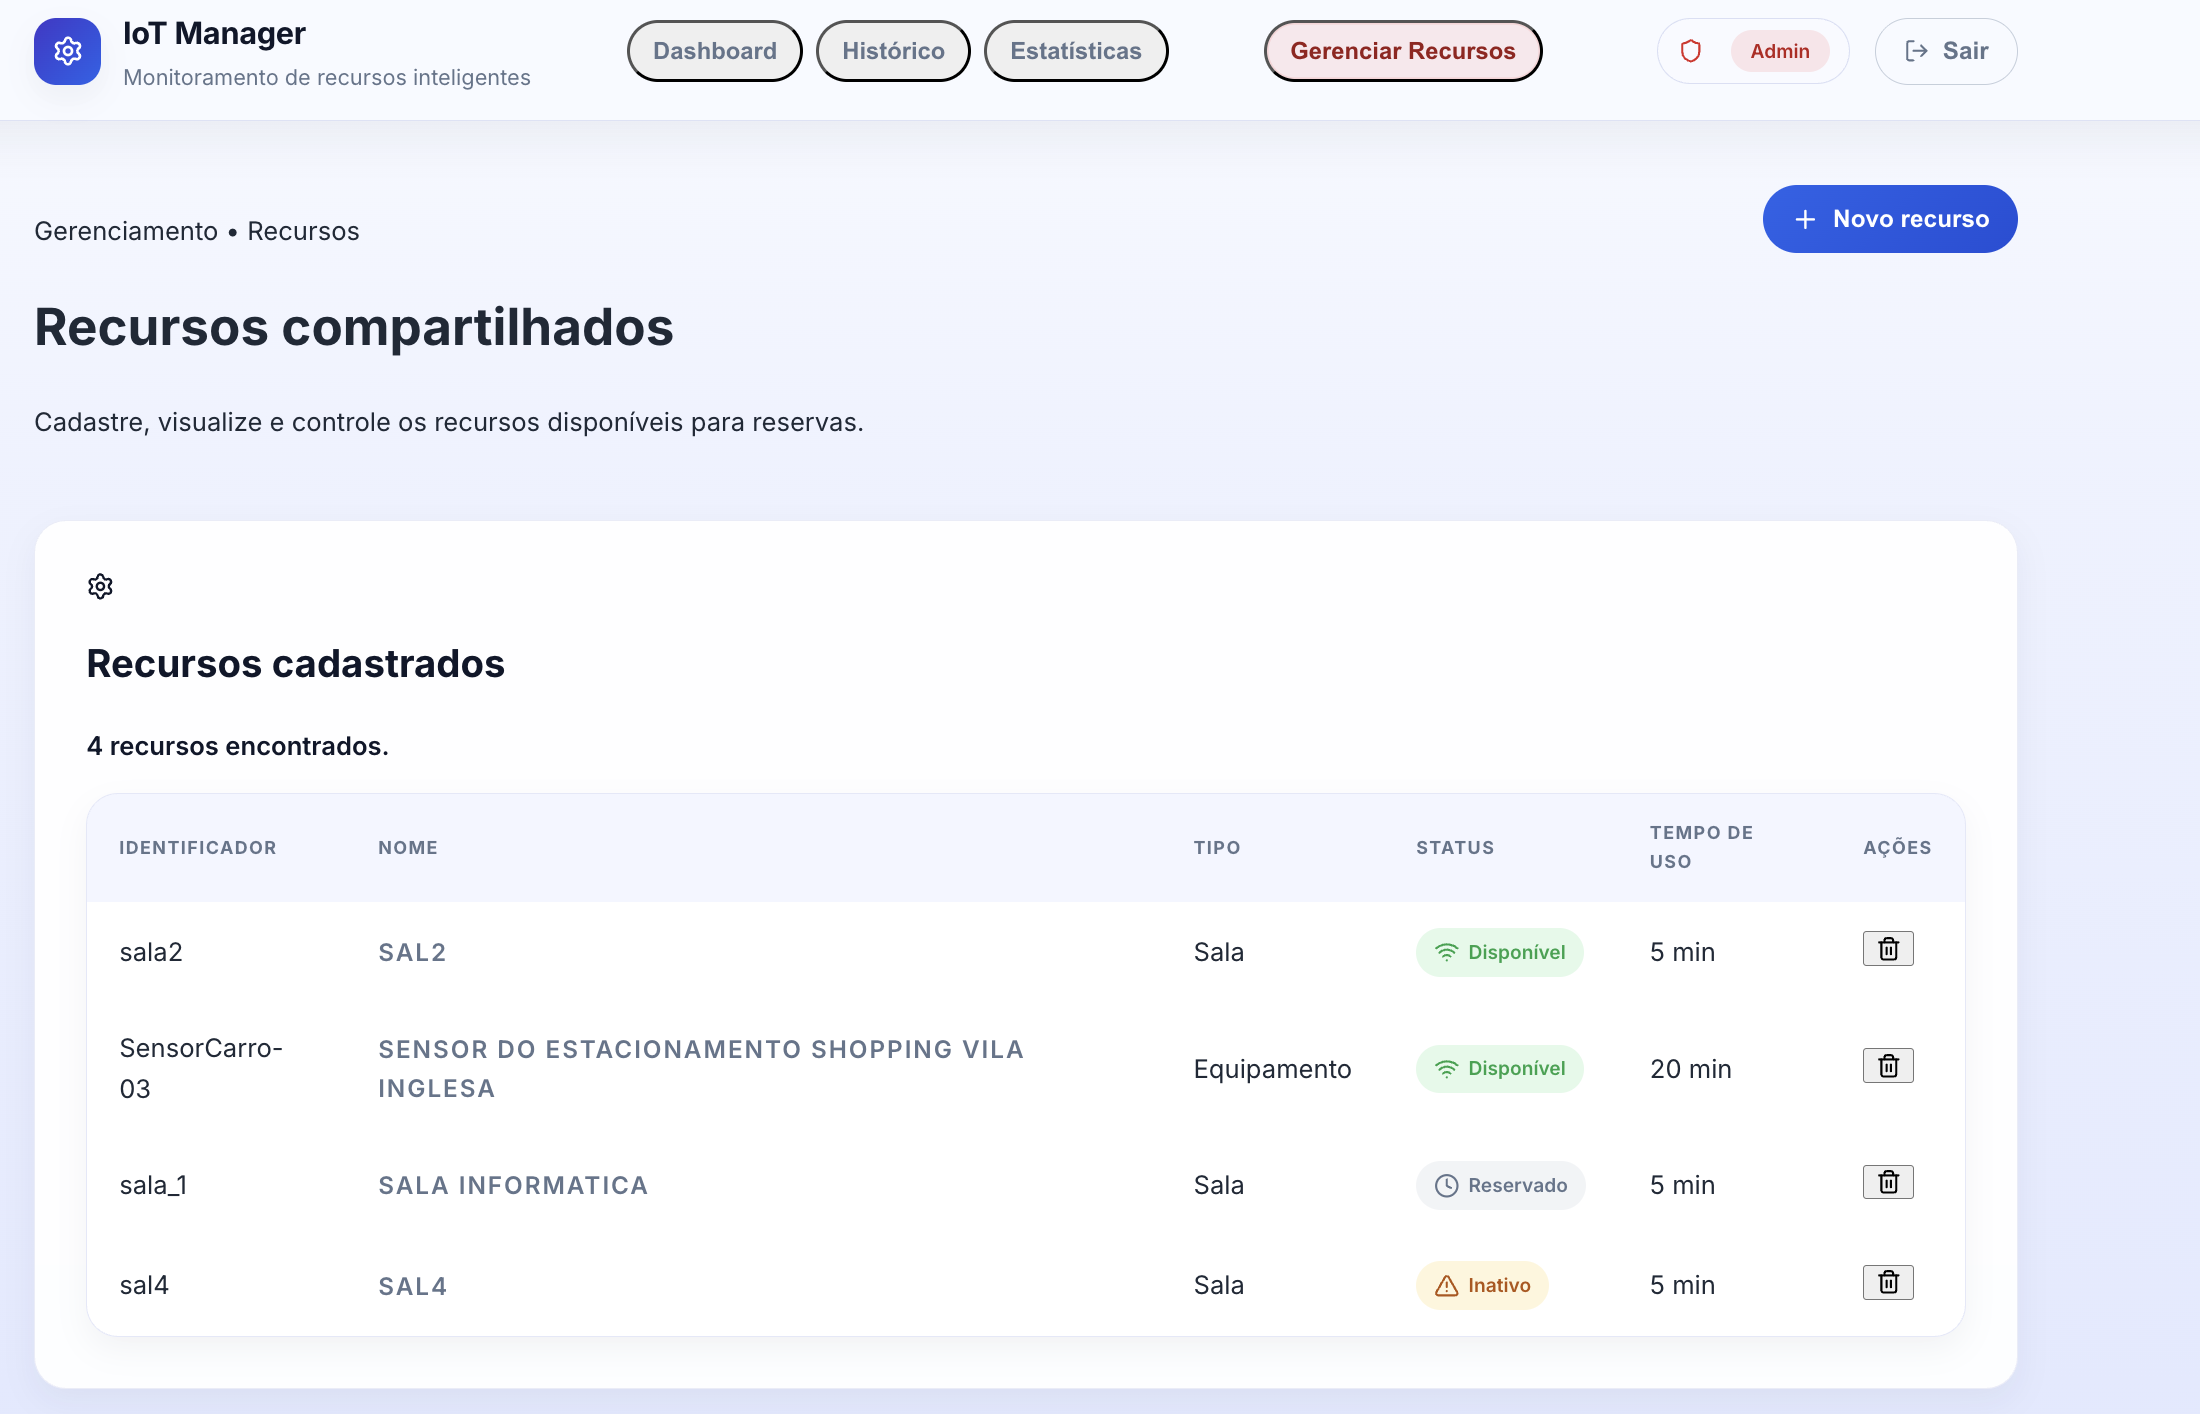 IoT Manager
Monitoramento de recursos inteligentes
Dashboard
Histórico
Estatísticas
Gerenciar Recursos
Admin
Sair
Gerenciamento • Recursos
Novo recurso
Recursos compartilhados
Cadastre, visualize e controle os recursos disponíveis para reservas.
Recursos cadastrados
4 recursos encontrados.
IDENTIFICADOR NOME TIPO STATUS TEMPO DE USO AÇÕES
sala2 SAL2 Sala Disponível 5 min
SensorCarro-03 SENSOR DO ESTACIONAMENTO SHOPPING VILA INGLESA Equipamento Disponível 20 min
sala_1 SALA INFORMATICA Sala Reservado 5 min
sal4 SAL4 Sala Inativo 5 min